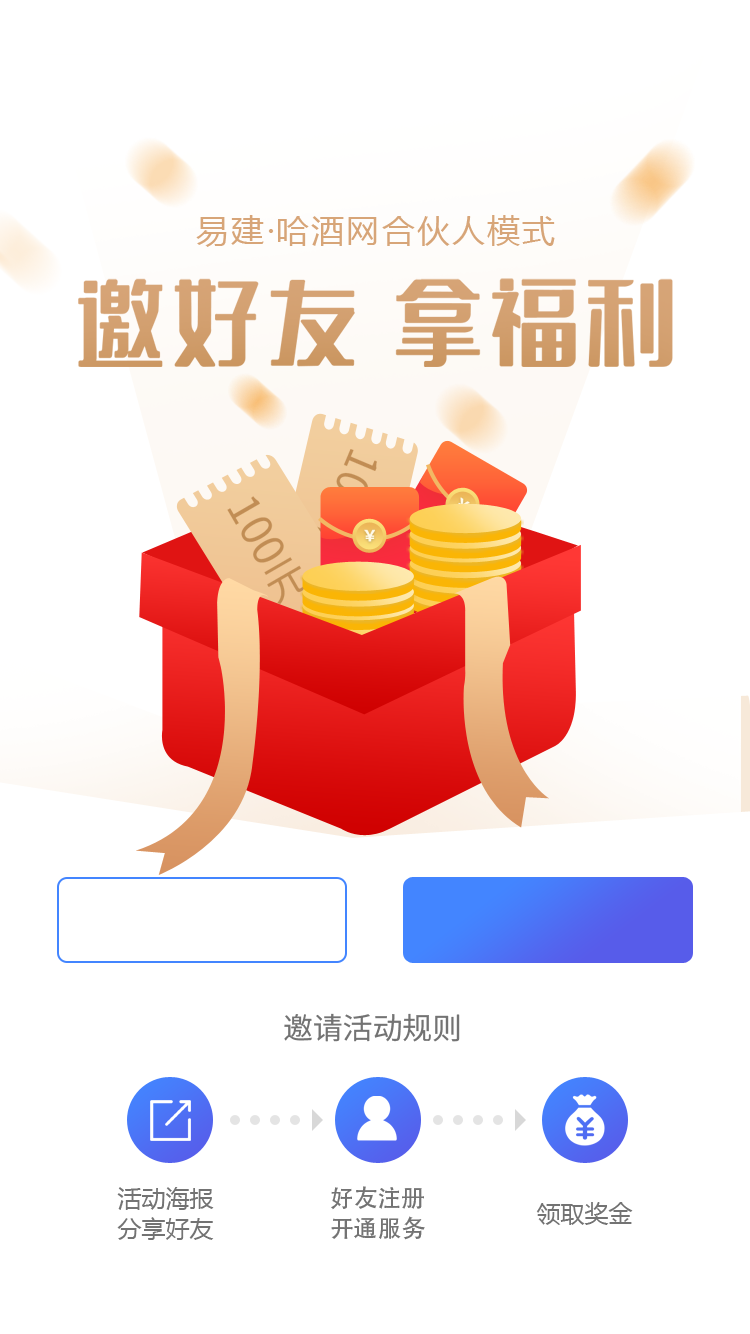 易建·哈酒网合伙人模式
邀好友 拿福利
10
100元
¥
邀请活动规则
¥
活动海报
分享好友
好友注册
开通服务
领取奖金